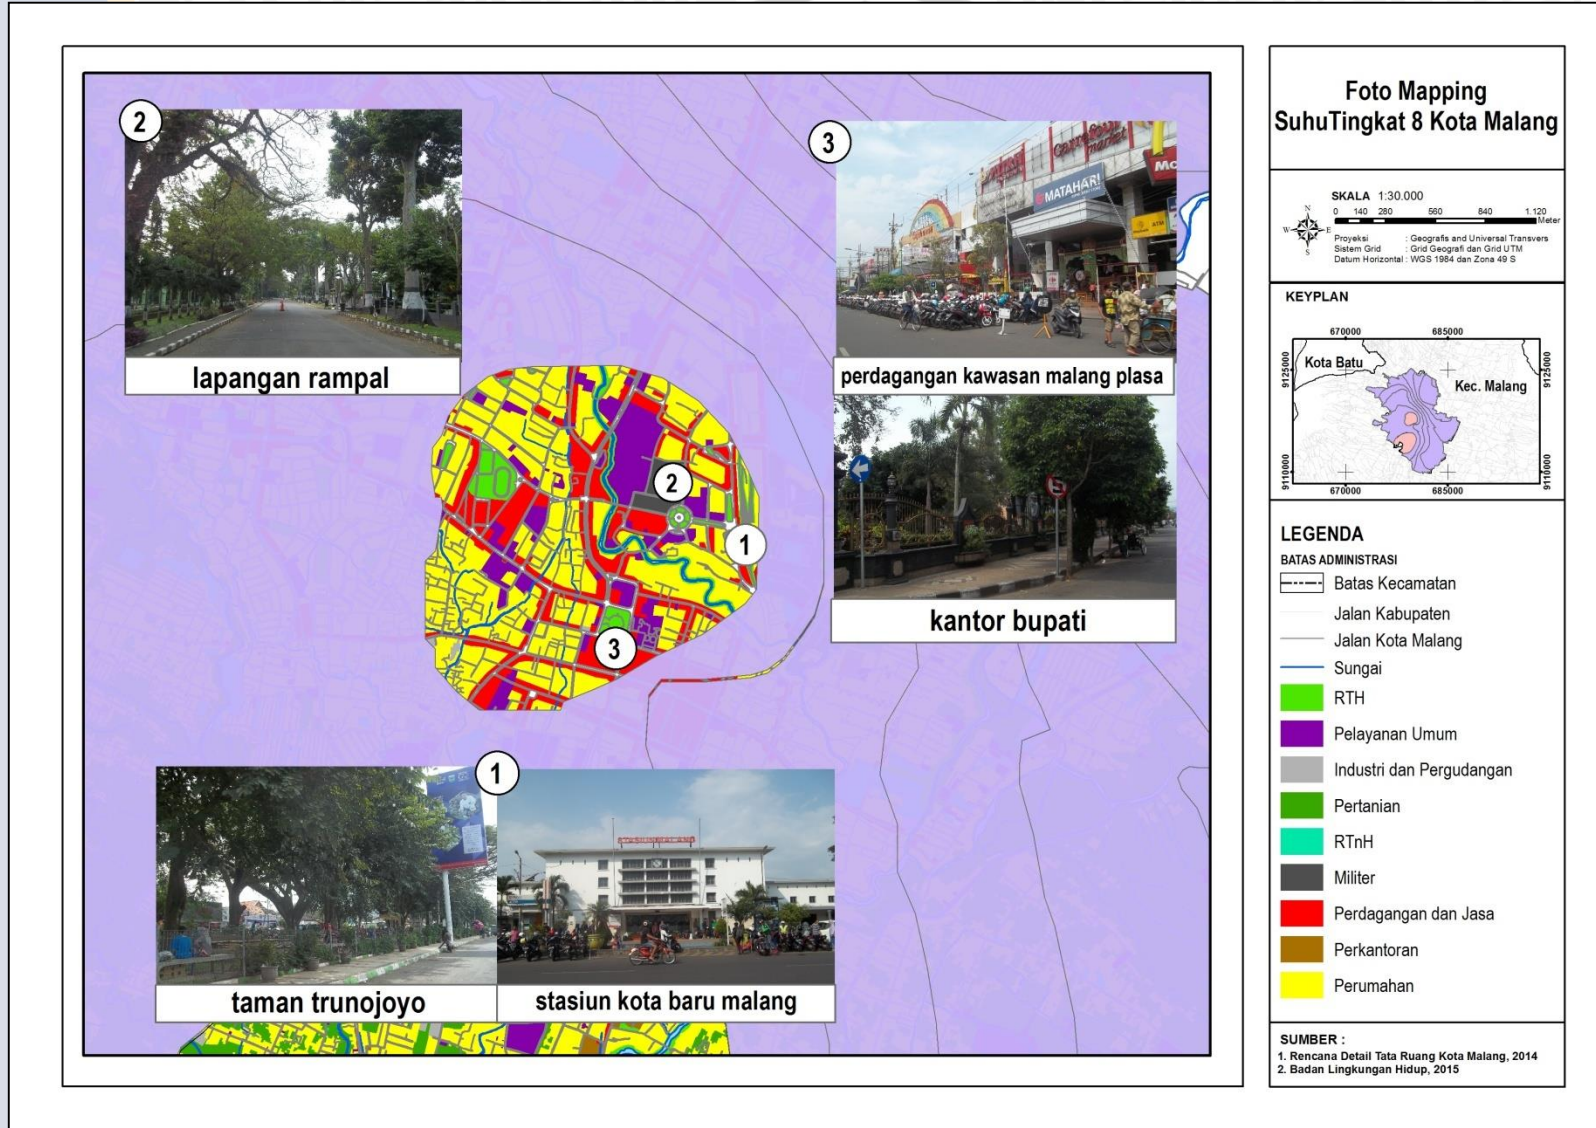 2
lapangan rampal
3
Carrefour
market
MATAHARI
ATM
perdagangan kawasan malang plasa
kantor bupati
2
1
3
1
taman trunojoyo
stasiun kota baru malang
Foto Mapping
SuhuTingkat 8 Kota Malang
SKALA 1:30.000
0 140 280 560 840 1.120
Meter
N
W E
S
Proyeksi : Geografis and Universal Transvers
Sistem Grid : Grid Geografi dan Grid UTM
Datum Horizontal : WGS 1984 dan Zona 49 S
KEYPLAN
670000 685000
9125000 9125000
Kota Batu
Kec. Malang
9110000 9110000
670000 685000
LEGENDA
BATAS ADMINISTRASI
Batas Kecamatan
Jalan Kabupaten
Jalan Kota Malang
Sungai
RTH
Pelayanan Umum
Industri dan Pergudangan
Pertanian
RTnH
Militer
Perdagangan dan Jasa
Perkantoran
Perumahan
SUMBER :
1. Rencana Detail Tata Ruang Kota Malang, 2014
2. Badan Lingkungan Hidup, 2015